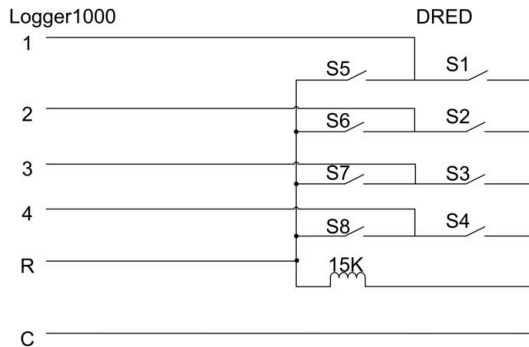 Logger1000 DRED
1
S5 S1
2
S6 S2
3
S7 S3
4
S8 S4
R
15K
C